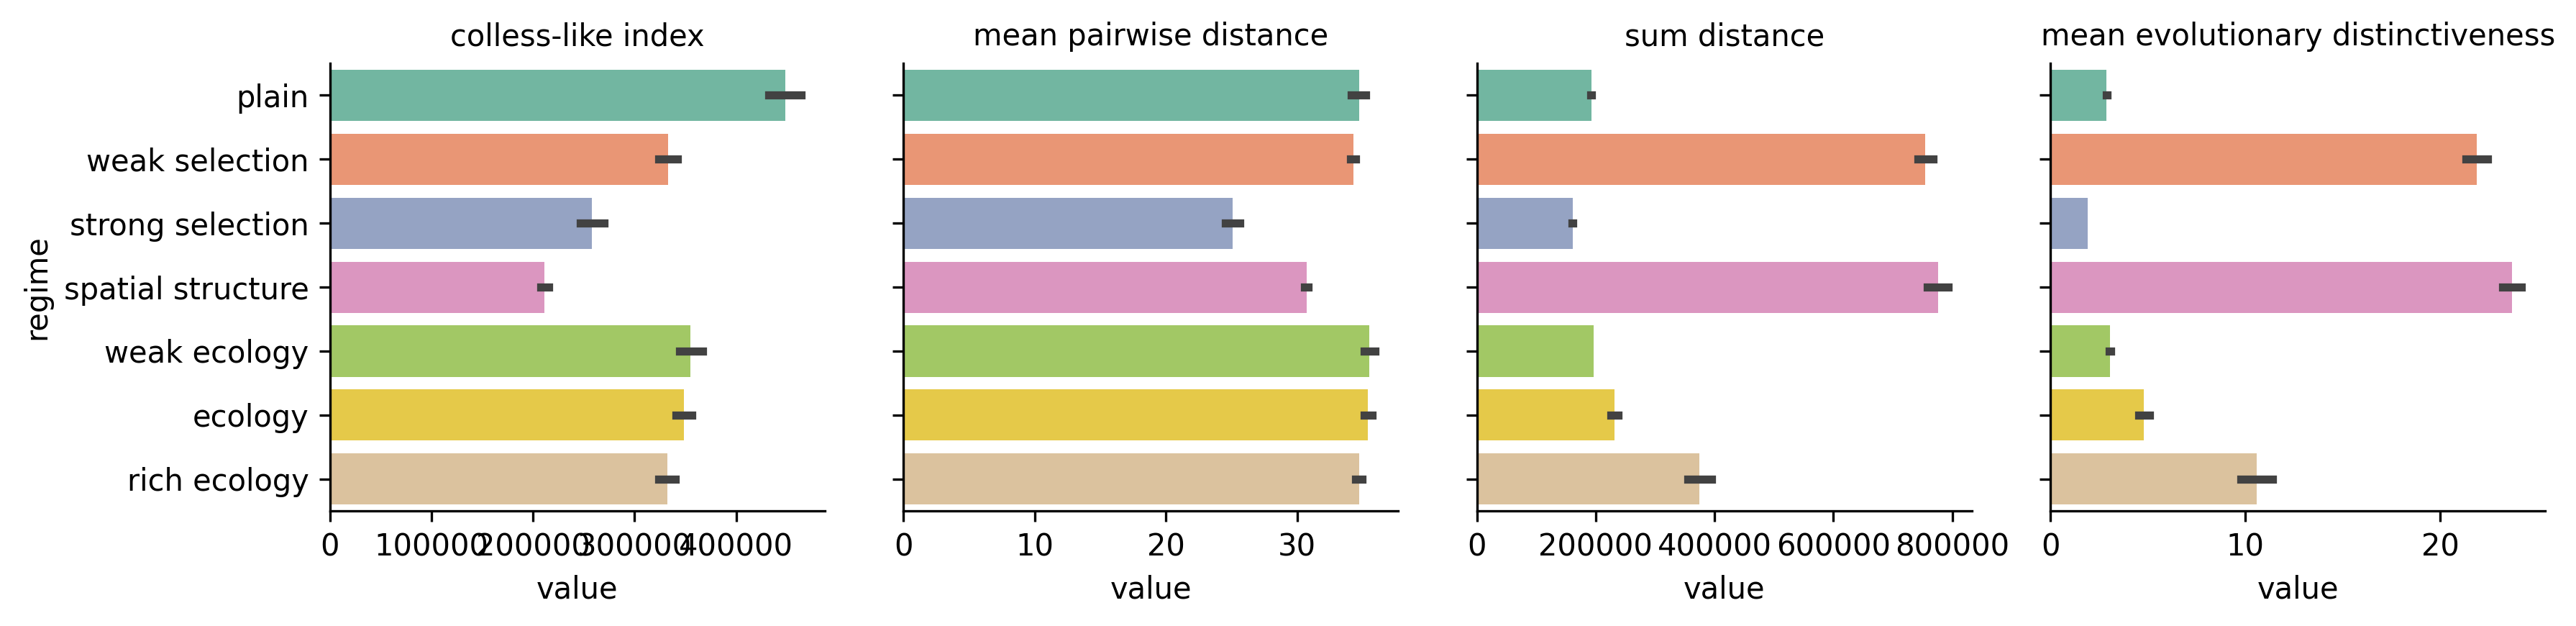 colless-like index
mean pairwise distance
sum distance
mean evolutionary distinctiveness
regime
plain
weak selection
strong selection
spatial structure
weak ecology
ecology
rich ecology
0 100000 200000 300000 400000
0 10 20 30
0 200000 400000 600000 800000
0 10 20
value
value
value
value